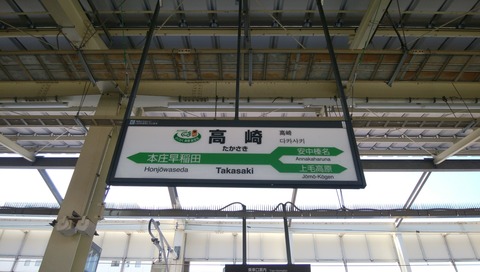 高崎
たかさき
高崎
다카사키
本庄早稲田
Honjōwaseda
Takasaki
安中榛名
Annakaharuna
上毛高原
Jōmō-Kōgen